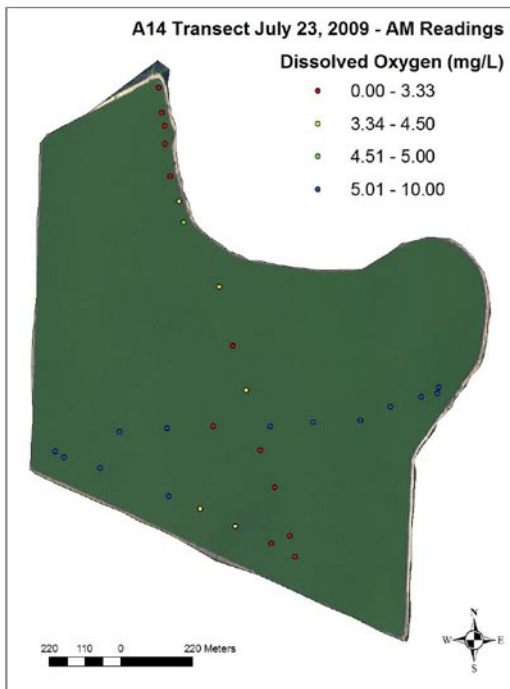 A14 Transect July 23, 2009 - AM Readings
Dissolved Oxygen (mg/L)
0.00 - 3.33
3.34 - 4.50
4.51 - 5.00
5.01 - 10.00
N
W E
S
220 110 0 220 Meters